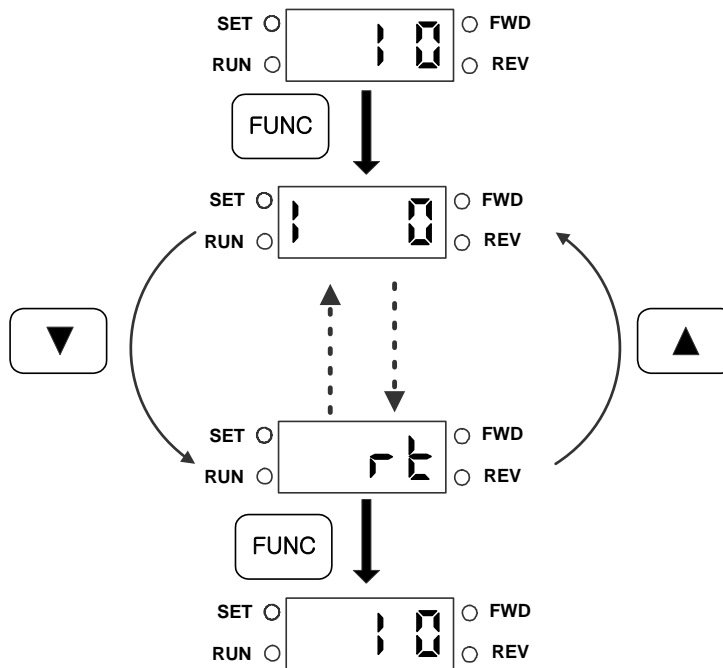 SET 10 FWD
RUN REV
FUNC
SET 1 0 FWD
RUN REV
▼ ▲
SET rt FWD
RUN REV
FUNC
SET 10 FWD
RUN REV